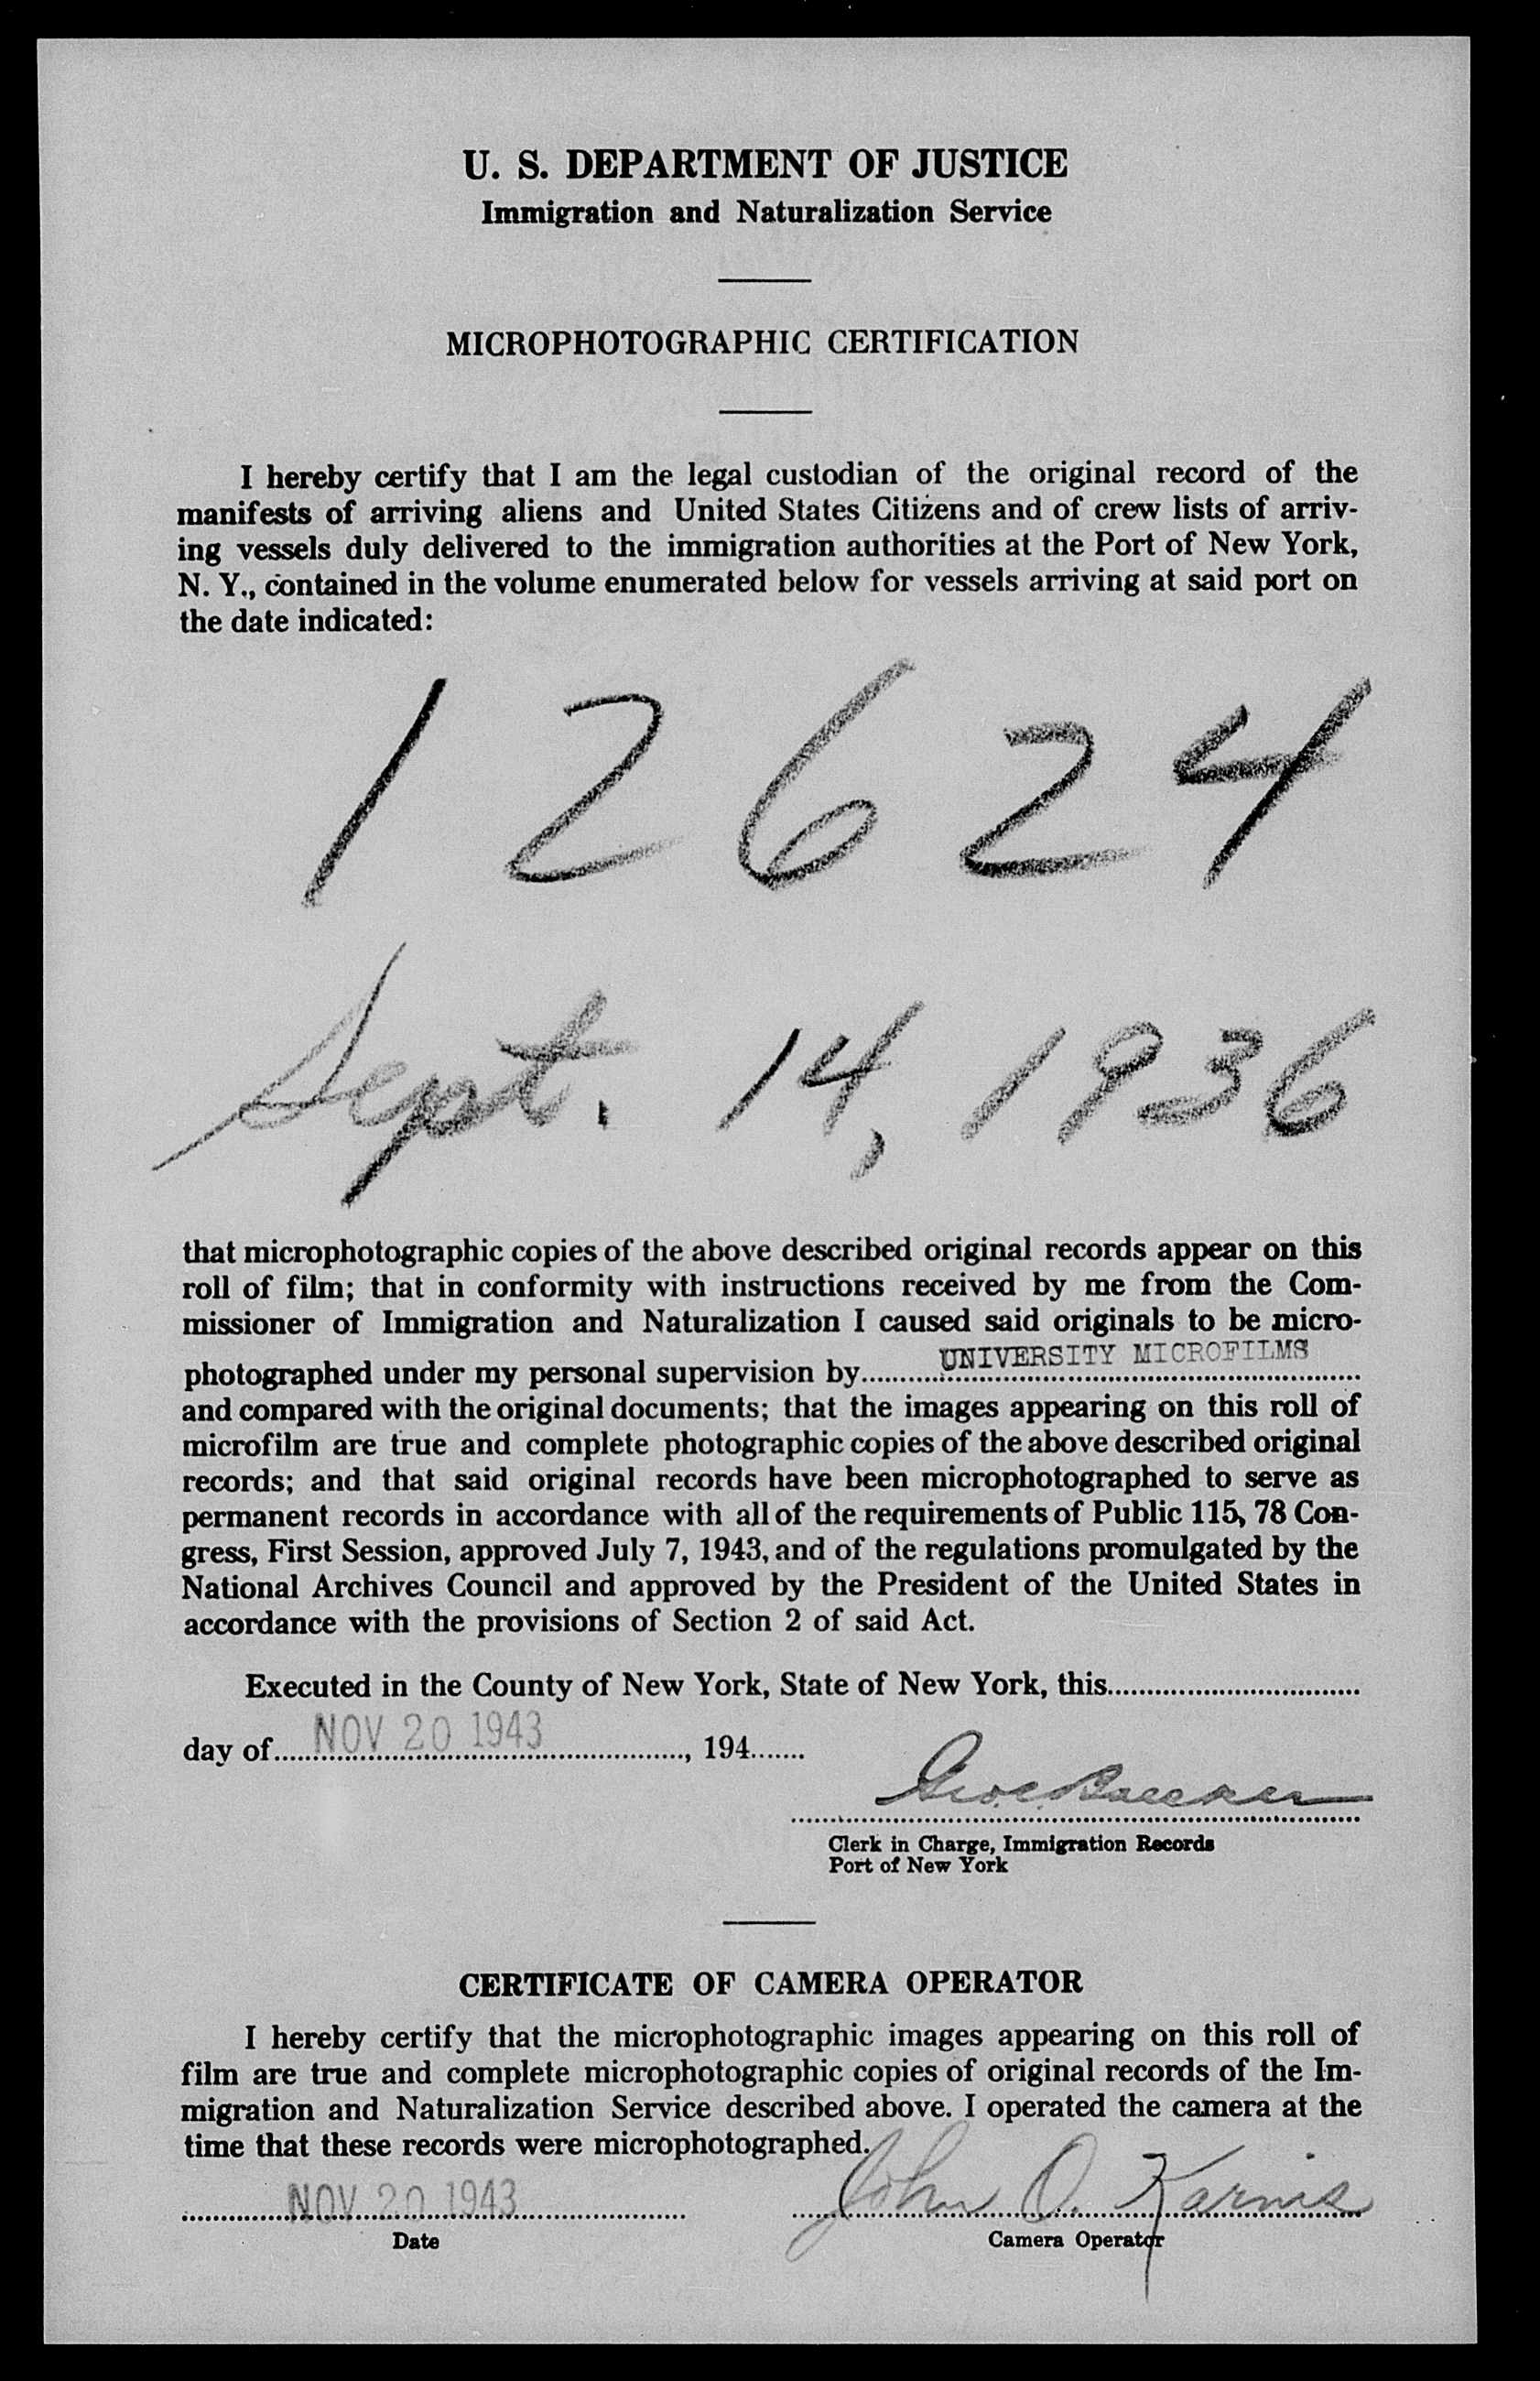 U. S. DEPARTMENT OF JUSTICE
Immigration and Naturalization Service
MICROPHOTOGRAPHIC CERTIFICATION
I hereby certify that I am the legal custodian of the original record of the
manifests of arriving aliens and United States Citizens and of crew lists of arriv-
ing vessels duly delivered to the immigration authorities at the Port of New York,
N. Y., contained in the volume enumerated below for vessels arriving at said port on
the date indicated:
12624
Sept. 14, 1936
that microphotographic copies of the above described original records appear on this
roll of film; that in conformity with instructions received by me from the Com-
missioner of Immigration and Naturalization I caused said originals to be micro-
photographed under my personal supervision by UNIVERSITY MICROFILMS
and compared with the original documents; that the images appearing on this roll of
microfilm are true and complete photographic copies of the above described original
records; and that said original records have been microphotographed to serve as
permanent records in accordance with all of the requirements of Public 115, 78 Con-
gress, First Session, approved July 7, 1943, and of the regulations promulgated by the
National Archives Council and approved by the President of the United States in
accordance with the provisions of Section 2 of said Act.
Executed in the County of New York, State of New York, this
day of NOV 20 1943, 194
Clerk in Charge, Immigration Records
Port of New York
CERTIFICATE OF CAMERA OPERATOR
I hereby certify that the microphotographic images appearing on this roll of
film are true and complete microphotographic copies of original records of the Im-
migration and Naturalization Service described above. I operated the camera at the
time that these records were microphotographed.
NOV 20 1943 John O. Karnis
Date Camera Operator